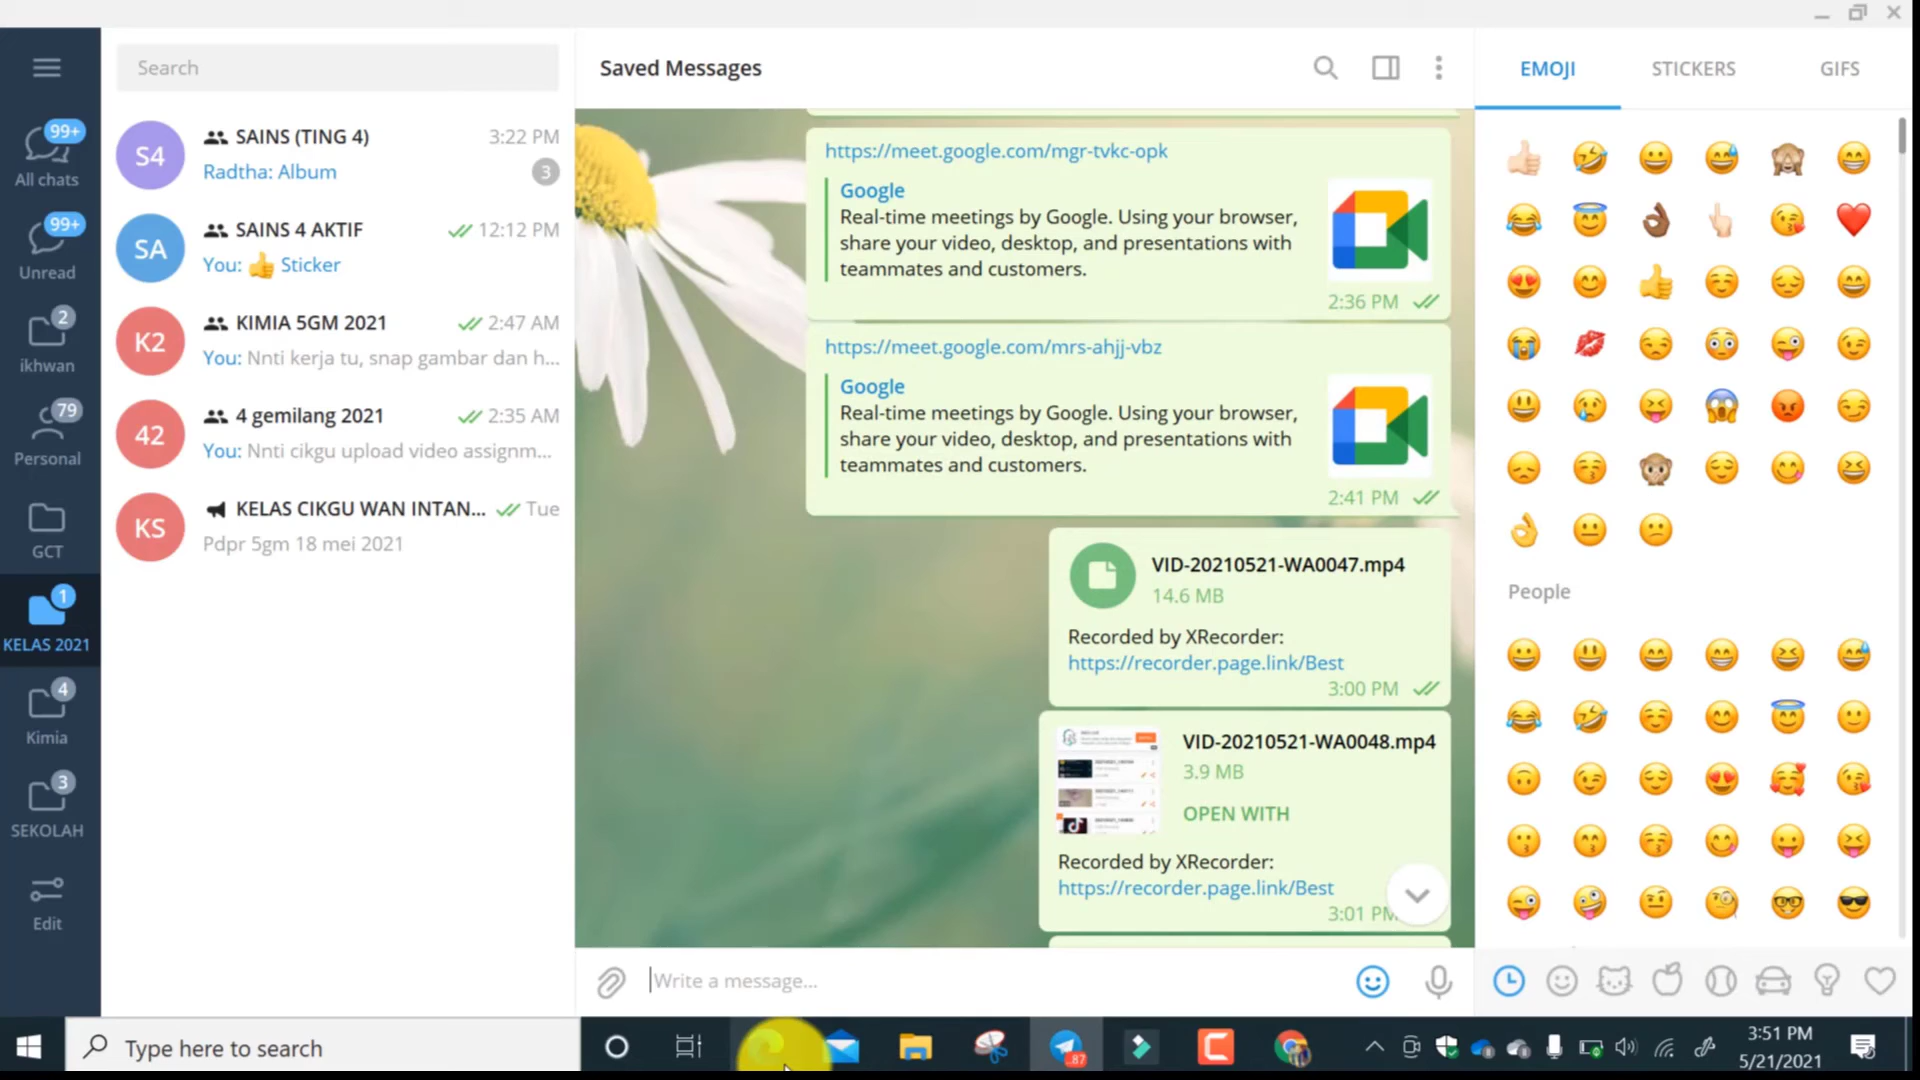 Search
99+
All chats
99+
Unread
2
ikhwan
79
Personal
GCT
1
KELAS 2021
4
Kimia
3
SEKOLAH
Edit
S4
SAINS (TING 4)
3:22 PM
Radtha: Album
3
SA
SAINS 4 AKTIF
12:12 PM
You: 👍 Sticker
K2
KIMIA 5GM 2021
2:47 AM
You: Nnti kerja tu, snap gambar dan h...
42
4 gemilang 2021
2:35 AM
You: Nnti cikgu upload video assignm...
KS
KELAS CIKGU WAN INTAN...
Tue
Pdpr 5gm 18 mei 2021
Saved Messages
https://meet.google.com/mgr-tvkc-opk
Google
Real-time meetings by Google. Using your browser,
share your video, desktop, and presentations with
teammates and customers.
2:36 PM
https://meet.google.com/mrs-ahjj-vbz
Google
Real-time meetings by Google. Using your browser,
share your video, desktop, and presentations with
teammates and customers.
2:41 PM
VID-20210521-WA0047.mp4
14.6 MB
Recorded by XRecorder:
https://recorder.page.link/Best
3:00 PM
VID-20210521-WA0048.mp4
3.9 MB
OPEN WITH
Recorded by XRecorder:
https://recorder.page.link/Best
3:01 PM
Write a message...
EMOJI
STICKERS
GIFS
People
Type here to search
87
3:51 PM
5/21/2021